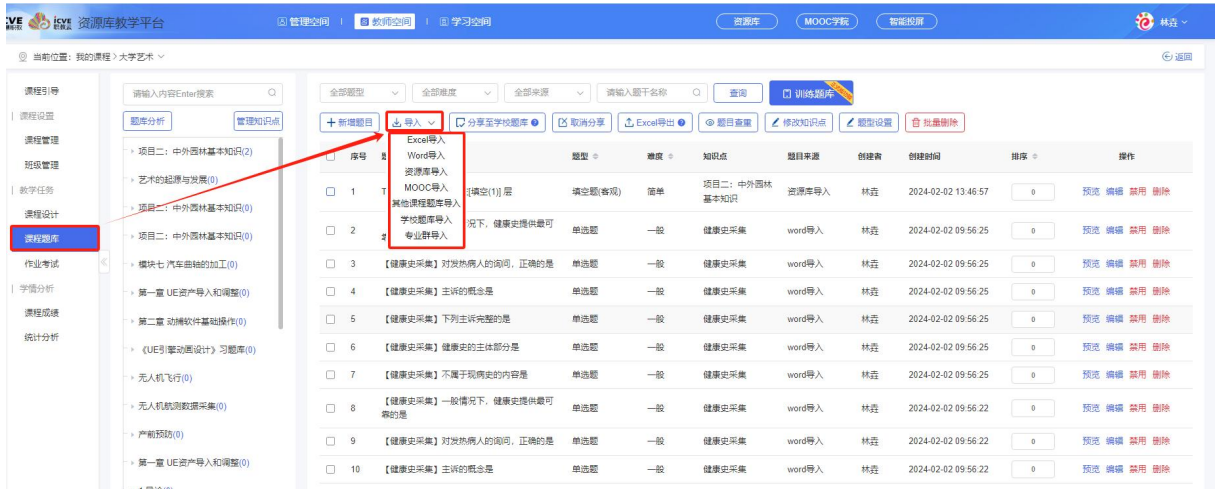 icve 资源库教学平台 管理空间 教师空间 学习空间 资源库 MOOC学院 智能投屏 林垚
当前位置：我的课程>大学艺术 返回
课程引导
课程设置
课程管理
班级管理
教学任务
课程设计
课程题库
作业考试
学情分析
课程成绩
统计分析
请输入内容Enter搜索
题库分析 管理知识点
项目二：中外园林基本知识(2)
艺术的起源与发展(0)
项目二：中外园林基本知识(0)
项目二：中外园林基本知识(0)
模块七 汽车曲轴的加工(0)
第一章 UE资产导入和调整(0)
第二章 动捕软件基础操作(0)
《UE引擎动画设计》习题库(0)
无人机飞行(0)
无人机航测数据采集(0)
产前预防(0)
第一章 UE资产导入和调整(0)
全部题型 全部难度 全部来源 请输入题干名称 查询 训练题库
新增题目 导入 分享至学校题库 取消分享 Excel导出 题目查重 修改知识点 题型设置 批量删除
Excel导入
Word导入
资源库导入
MOOC导入
其他课程题库导入
学校题库导入
专业群导入
序号 题型 难度 知识点 题目来源 创建者 创建时间 排序 操作
1 T [填空(1)] 层 填空题(客观) 简单 项目二：中外园林基本知识 资源库导入 林垚 2024-02-02 13:46:57 0 预览 编辑 禁用 删除
2 况下，健康史提供最可 单选题 一般 健康史采集 word导入 林垚 2024-02-02 09:56:25 0 预览 编辑 禁用 删除
3 【健康史采集】对发热病人的询问，正确的是 单选题 一般 健康史采集 word导入 林垚 2024-02-02 09:56:25 0 预览 编辑 禁用 删除
4 【健康史采集】主诉的概念是 单选题 一般 健康史采集 word导入 林垚 2024-02-02 09:56:25 0 预览 编辑 禁用 删除
5 【健康史采集】下列主诉完整的是 单选题 一般 健康史采集 word导入 林垚 2024-02-02 09:56:25 0 预览 编辑 禁用 删除
6 【健康史采集】健康史的主体部分是 单选题 一般 健康史采集 word导入 林垚 2024-02-02 09:56:25 0 预览 编辑 禁用 删除
7 【健康史采集】不属于现病史的内容是 单选题 一般 健康史采集 word导入 林垚 2024-02-02 09:56:25 0 预览 编辑 禁用 删除
8 【健康史采集】一般情况下，健康史提供最可靠的是 单选题 一般 健康史采集 word导入 林垚 2024-02-02 09:56:22 0 预览 编辑 禁用 删除
9 【健康史采集】对发热病人的询问，正确的是 单选题 一般 健康史采集 word导入 林垚 2024-02-02 09:56:22 0 预览 编辑 禁用 删除
10 【健康史采集】主诉的概念是 单选题 一般 健康史采集 word导入 林垚 2024-02-02 09:56:22 0 预览 编辑 禁用 删除